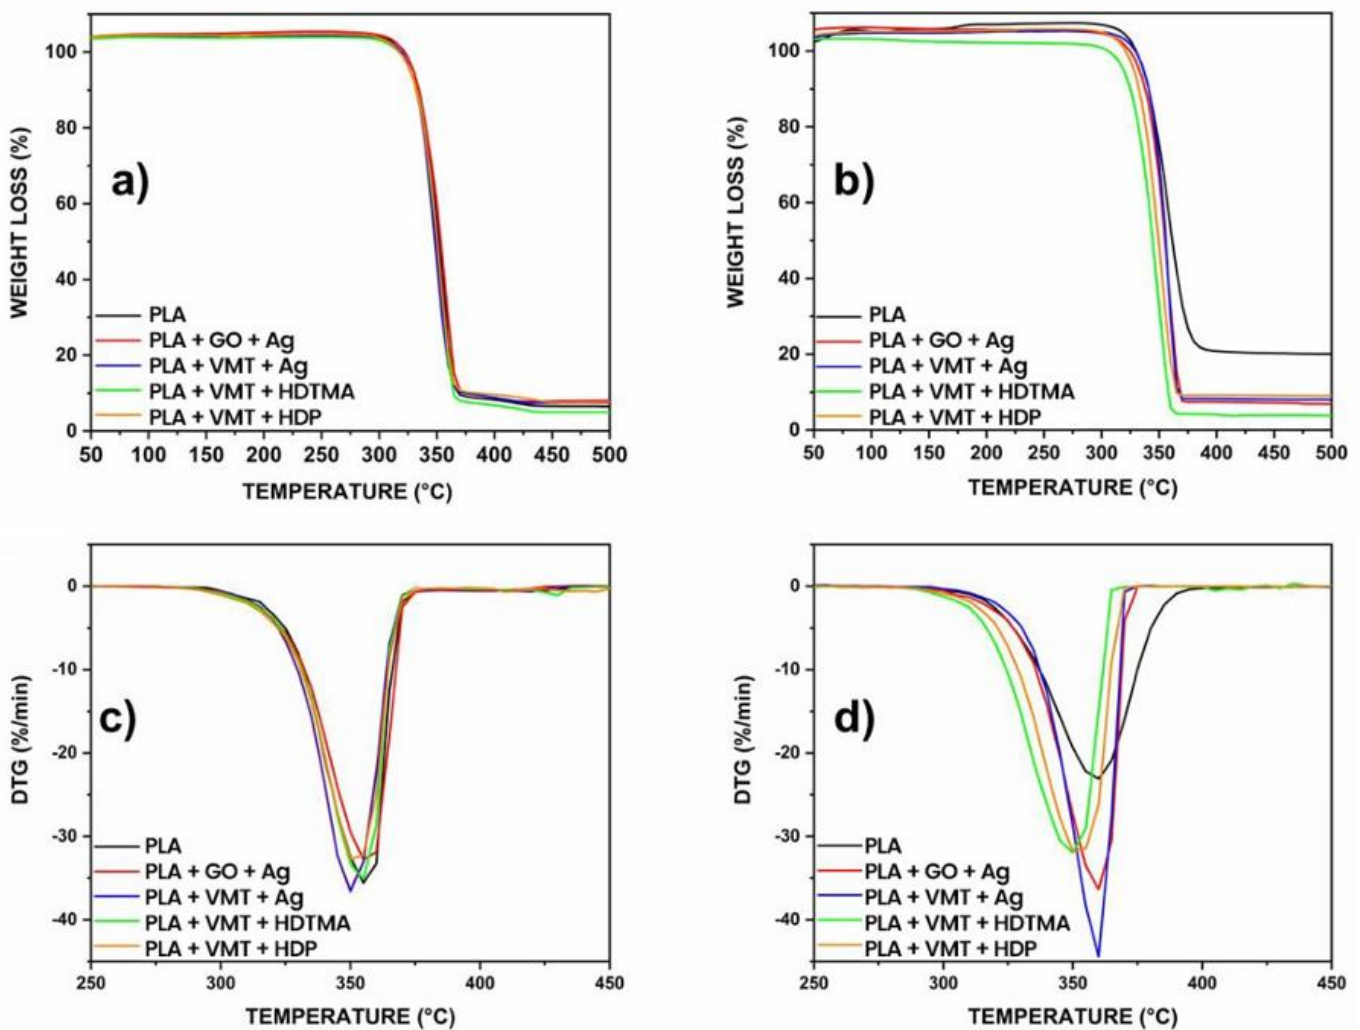 a)
WEIGHT LOSS (%)
100
80
60
40
20
0
PLA
PLA + GO + Ag
PLA + VMT + Ag
PLA + VMT + HDTMA
PLA + VMT + HDP
50 100 150 200 250 300 350 400 450 500
TEMPERATURE (°C)
b)
WEIGHT LOSS (%)
100
80
60
40
20
0
PLA
PLA + GO + Ag
PLA + VMT + Ag
PLA + VMT + HDTMA
PLA + VMT + HDP
50 100 150 200 250 300 350 400 450 500
TEMPERATURE (°C)
c)
DTG (%/min)
0
-10
-20
-30
-40
PLA
PLA + GO + Ag
PLA + VMT + Ag
PLA + VMT + HDTMA
PLA + VMT + HDP
250 300 350 400 450
TEMPERATURE (°C)
d)
DTG (%/min)
0
-10
-20
-30
-40
PLA
PLA + GO + Ag
PLA + VMT + Ag
PLA + VMT + HDTMA
PLA + VMT + HDP
250 300 350 400 450
TEMPERATURE (°C)